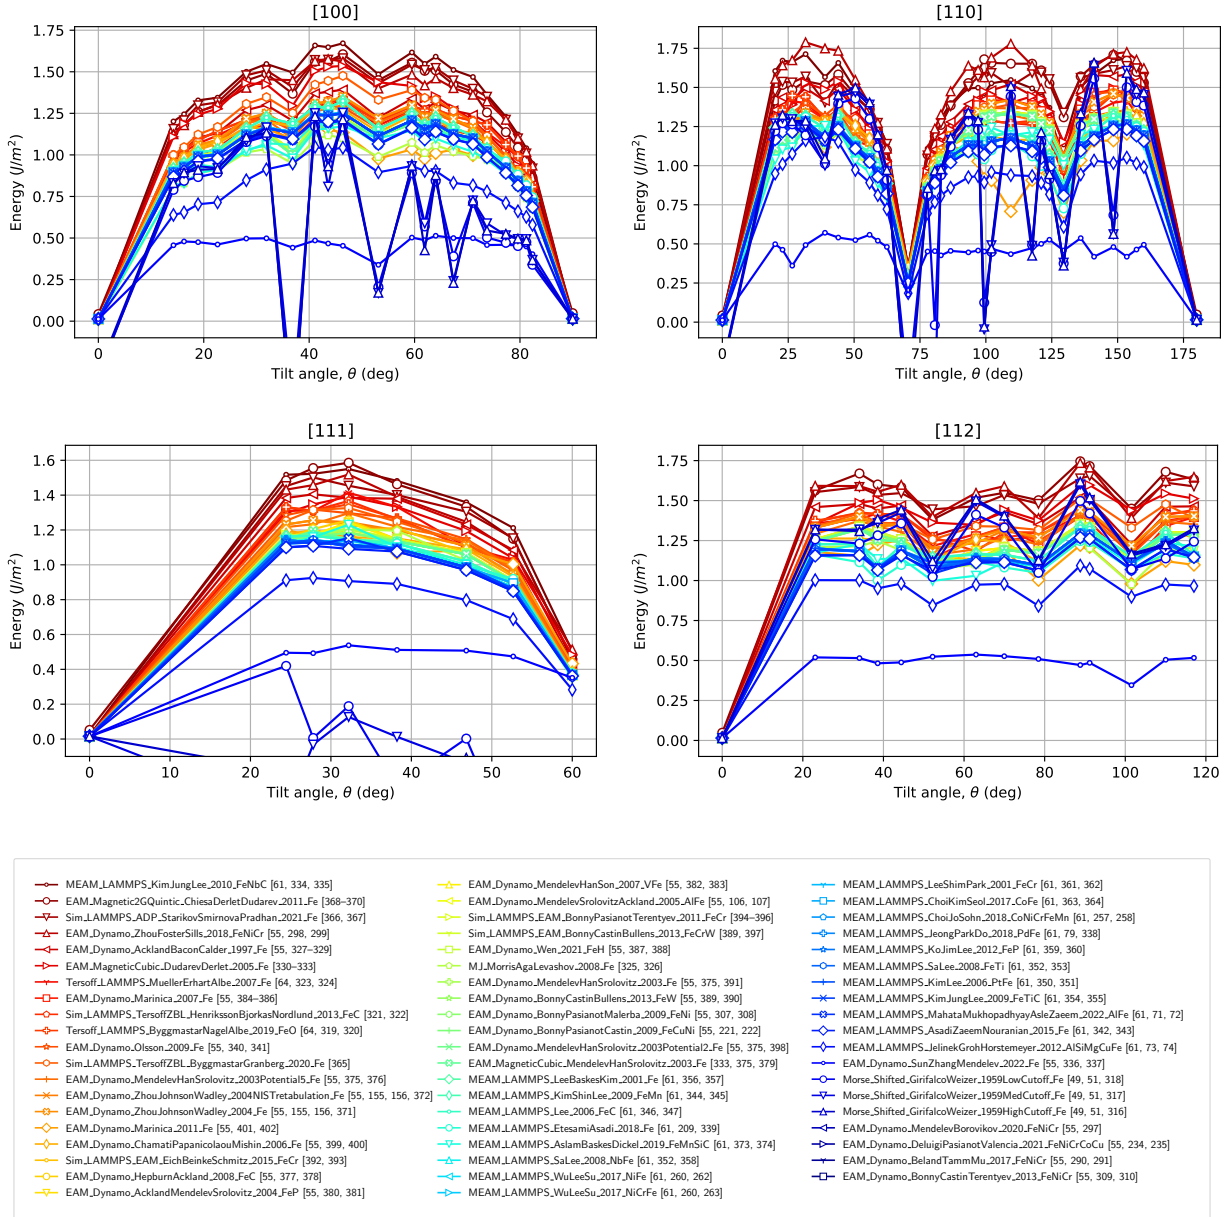 [100]
1.75
1.50
1.25
1.00
0.75
0.50
0.25
0.00
Energy (J/m²)
0 20 40 60 80
Tilt angle, θ (deg)
[110]
1.75
1.50
1.25
1.00
0.75
0.50
0.25
0.00
Energy (J/m²)
0 25 50 75 100 125 150 175
Tilt angle, θ (deg)
[111]
1.6
1.4
1.2
1.0
0.8
0.6
0.4
0.2
0.0
Energy (J/m²)
0 10 20 30 40 50 60
Tilt angle, θ (deg)
[112]
1.75
1.50
1.25
1.00
0.75
0.50
0.25
0.00
Energy (J/m²)
0 20 40 60 80 100 120
Tilt angle, θ (deg)
MEAM_LAMMPS_KimJungLee_2010_FeNbC [61, 334, 335]
EAM_Magnetic2GQuintic_ChiesaDerletDudarev_2011_Fe [368–370]
Sim_LAMMPS_ADP_StarikovSmirnovaPradhan_2021_Fe [366, 367]
EAM_Dynamo_ZhouFosterSills_2018_FeNiCr [55, 298, 299]
EAM_Dynamo_AcklandBaconCalder_1997_Fe [55, 327–329]
EAM_MagneticCubic_DudarevDerlet_2005_Fe [330–333]
Tersoff_LAMMPS_MuellerErhartAlbe_2007_Fe [64, 323, 324]
EAM_Dynamo_Marinica_2007_Fe [55, 384–386]
Sim_LAMMPS_TersoffZBL_HenrikssonBjorkasNordlund_2013_FeC [321, 322]
Tersoff_LAMMPS_ByggmastarNagelAlbe_2019_FeO [64, 319, 320]
EAM_Dynamo_Olsson_2009_Fe [55, 340, 341]
Sim_LAMMPS_TersoffZBL_ByggmastarGranberg_2020_Fe [365]
EAM_Dynamo_MendelevHanSrolovitz_2003Potential5_Fe [55, 375, 376]
EAM_Dynamo_ZhouJohnsonWadley_2004NISTretabulation_Fe [55, 155, 156, 372]
EAM_Dynamo_ZhouJohnsonWadley_2004_Fe [55, 155, 156, 371]
EAM_Dynamo_Marinica_2011_Fe [55, 401, 402]
EAM_Dynamo_ChamatiPapanicolaouMishin_2006_Fe [55, 399, 400]
Sim_LAMMPS_EAM_EichBeinkeSchmitz_2015_FeCr [392, 393]
EAM_Dynamo_HepburnAckland_2008_FeC [55, 377, 378]
EAM_Dynamo_AcklandMendelevSrolovitz_2004_FeP [55, 380, 381]
EAM_Dynamo_MendelevHanSon_2007_VFe [55, 382, 383]
EAM_Dynamo_MendelevSrolovitzAckland_2005_AlFe [55, 106, 107]
Sim_LAMMPS_EAM_BonnyPasianotTerentyev_2011_FeCr [394–396]
Sim_LAMMPS_EAM_BonnyCastinBullens_2013_FeCrW [389, 397]
EAM_Dynamo_Wen_2021_FeH [55, 387, 388]
MJ_MorrisAgaLevashov_2008_Fe [325, 326]
EAM_Dynamo_MendelevHanSrolovitz_2003_Fe [55, 375, 391]
EAM_Dynamo_BonnyCastinBullens_2013_FeW [55, 389, 390]
EAM_Dynamo_BonnyPasianotMalerba_2009_FeNi [55, 307, 308]
EAM_Dynamo_BonnyPasianotCastin_2009_FeCuNi [55, 221, 222]
EAM_Dynamo_MendelevHanSrolovitz_2003Potential2_Fe [55, 375, 398]
EAM_MagneticCubic_MendelevHanSrolovitz_2003_Fe [333, 375, 379]
MEAM_LAMMPS_LeeBaskesKim_2001_Fe [61, 356, 357]
MEAM_LAMMPS_KimShinLee_2009_FeMn [61, 344, 345]
MEAM_LAMMPS_Lee_2006_FeC [61, 346, 347]
MEAM_LAMMPS_EtesamiAsadi_2018_Fe [61, 209, 339]
MEAM_LAMMPS_AslamBaskesDickel_2019_FeMnSiC [61, 373, 374]
MEAM_LAMMPS_SaLee_2008_NbFe [61, 352, 358]
MEAM_LAMMPS_WuLeeSu_2017_NiFe [61, 260, 262]
MEAM_LAMMPS_WuLeeSu_2017_NiCrFe [61, 260, 263]
MEAM_LAMMPS_LeeShimPark_2001_FeCr [61, 361, 362]
MEAM_LAMMPS_ChoiKimSeol_2017_CoFe [61, 363, 364]
MEAM_LAMMPS_ChoiJoSohn_2018_CoNiCrFeMn [61, 257, 258]
MEAM_LAMMPS_JeongParkDo_2018_PdFe [61, 79, 338]
MEAM_LAMMPS_KoJimLee_2012_FeP [61, 359, 360]
MEAM_LAMMPS_SaLee_2008_FeTi [61, 352, 353]
MEAM_LAMMPS_KimLee_2006_PtFe [61, 350, 351]
MEAM_LAMMPS_KimJungLee_2009_FeTiC [61, 354, 355]
MEAM_LAMMPS_MahataMukhopadhyayAsleZaeem_2022_AlFe [61, 71, 72]
MEAM_LAMMPS_AsadiZaeemNouranian_2015_Fe [61, 342, 343]
MEAM_LAMMPS_JelinekGrohHorstemeyer_2012_AlSiMgCuFe [61, 73, 74]
EAM_Dynamo_SunZhangMendelev_2022_Fe [55, 336, 337]
Morse_Shifted_GirifalcoWeizer_1959LowCutoff_Fe [49, 51, 318]
Morse_Shifted_GirifalcoWeizer_1959MedCutoff_Fe [49, 51, 317]
Morse_Shifted_GirifalcoWeizer_1959HighCutoff_Fe [49, 51, 316]
EAM_Dynamo_MendelevBorovikov_2020_FeNiCr [55, 297]
EAM_Dynamo_DeluigiPasianotValencia_2021_FeNiCrCoCu [55, 234, 235]
EAM_Dynamo_BelandTammMu_2017_FeNiCr [55, 290, 291]
EAM_Dynamo_BonnyCastinTerentyev_2013_FeNiCr [55, 309, 310]